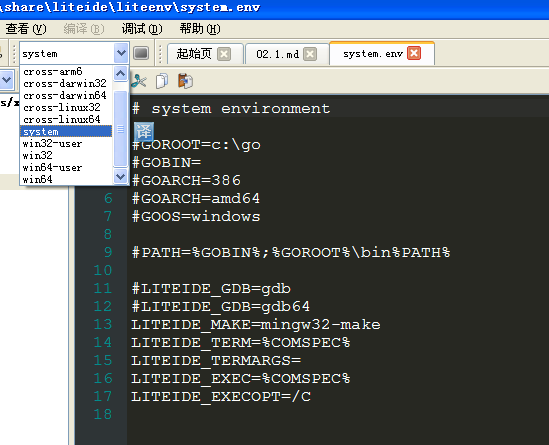 \share\liteide\liteenv\system.env
查看(V) 编译(B) 调试(D) 帮助(H)
system 起始页 02.1.md system.env
cross-arm6
cross-darwin32
cross-darwin64
cross-linux32
cross-linux64
system
win32-user
win32
win64-user
win64
# system environment
译
#GOROOT=c:\go
#GOBIN=
#GOARCH=386
6 #GOARCH=amd64
7 #GOOS=windows
8
9 #PATH=%GOBIN%;%GOROOT%\bin%PATH%
10
11 #LITEIDE_GDB=gdb
12 #LITEIDE_GDB=gdb64
13 LITEIDE_MAKE=mingw32-make
14 LITEIDE_TERM=%COMSPEC%
15 LITEIDE_TERMARGS=
16 LITEIDE_EXEC=%COMSPEC%
17 LITEIDE_EXECOPT=/C
18